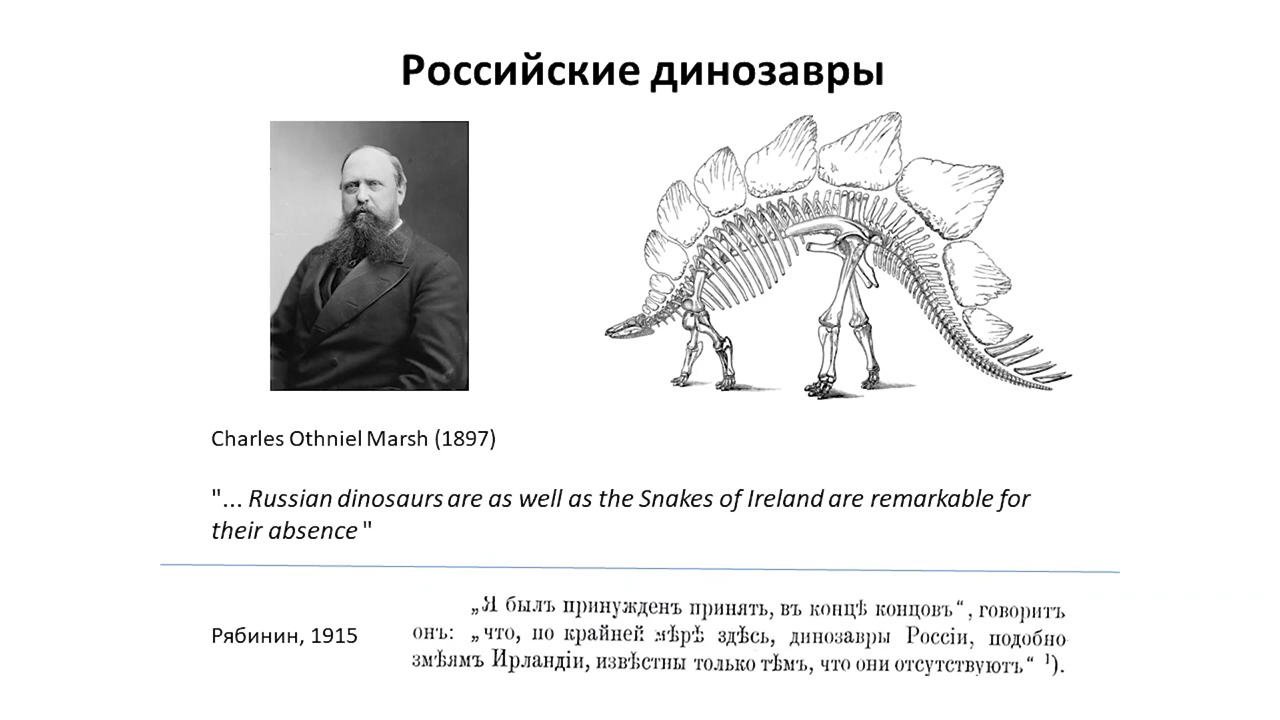 Российские динозавры
Charles Othniel Marsh (1897)
"... Russian dinosaurs are as well as the Snakes of Ireland are remarkable for
their absence "
Рябинин, 1915
„Я былъ принужденъ принять, въ концѣ концовъ“, говоритъ
онъ: „что, по крайней мѣрѣ здѣсь, динозавры Россіи, подобно
змѣямъ Ирландіи, извѣстны только тѣмъ, что они отсутствуютъ“ ¹).